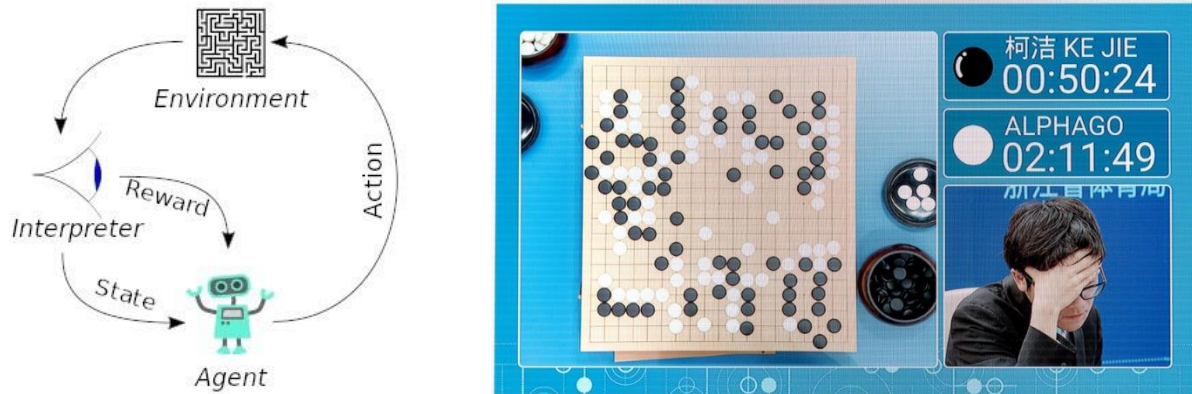 Environment
Reward
Action
Interpreter
State
Agent
柯洁 KE JIE
00:50:24
ALPHAGO
02:11:49